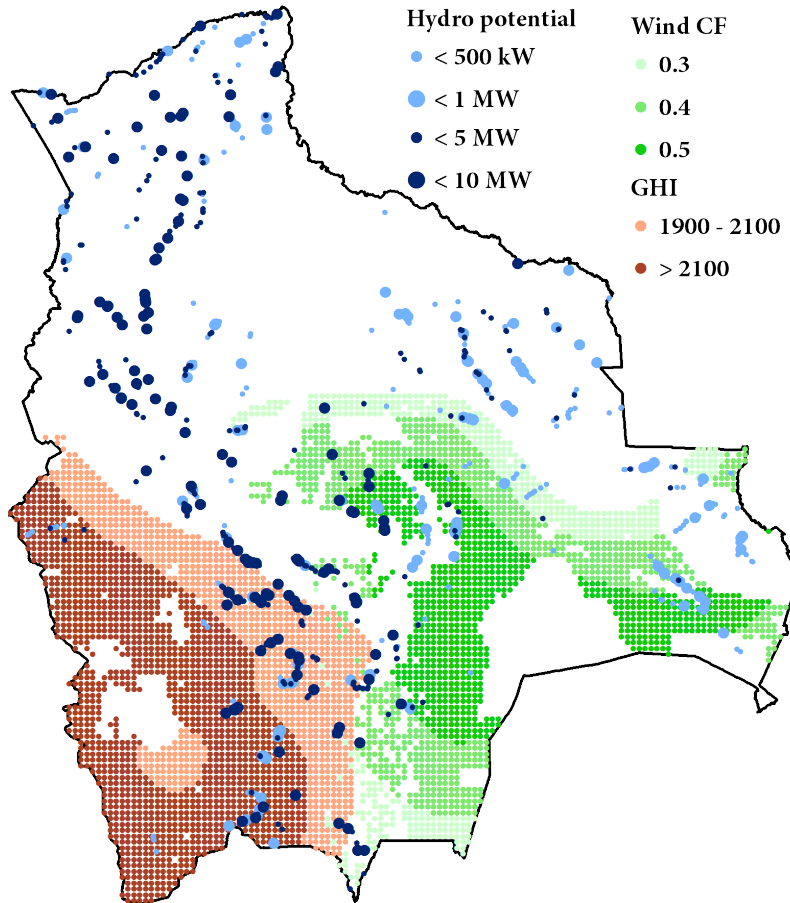 Hydro potential
< 500 kW
< 1 MW
< 5 MW
< 10 MW
Wind CF
0.3
0.4
0.5
GHI
1900 - 2100
> 2100